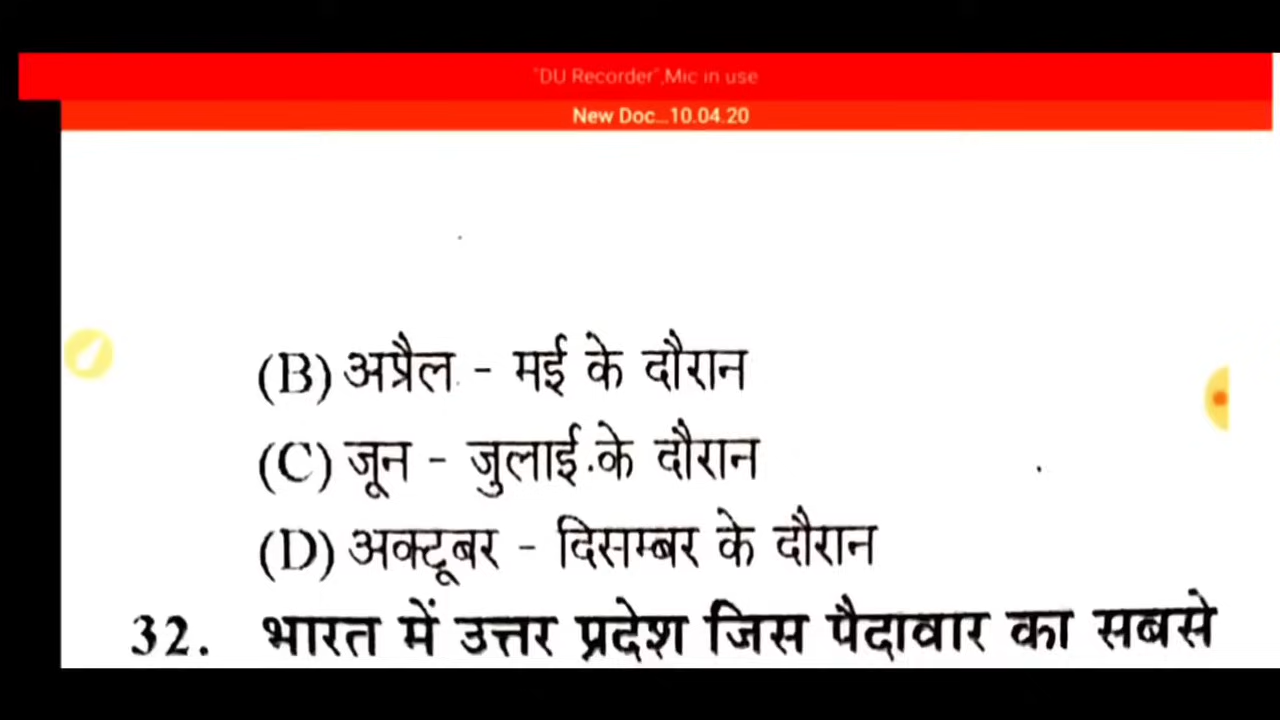 "DU Recorder",Mic in use
New Doc...10.04.20
(B) अप्रैल - मई के दौरान
(C) जून - जुलाई के दौरान
(D) अक्टूबर - दिसम्बर के दौरान
32. भारत में उत्तर प्रदेश जिस पैदावार का सबसे